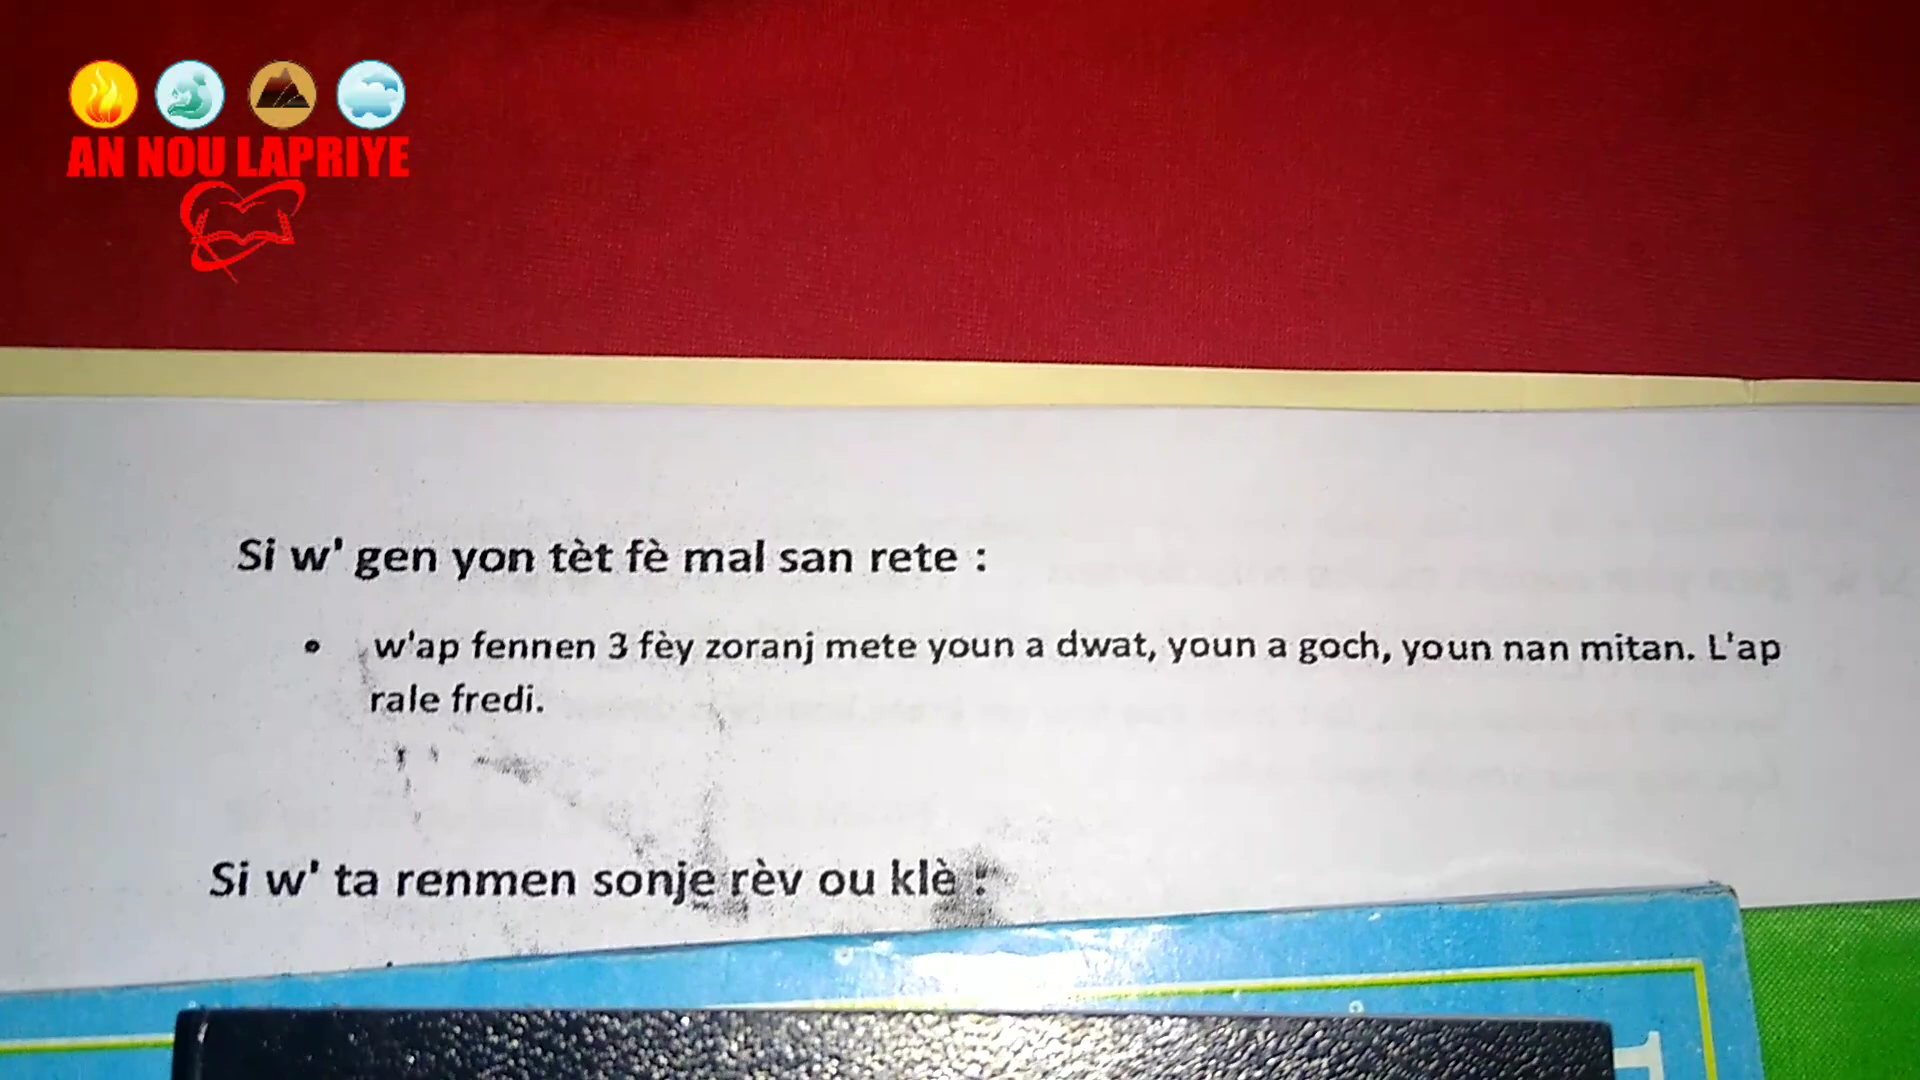 AN NOU LAPRIYE
Si w' gen yon tèt fè mal san rete :
• w'ap fennen 3 fèy zoranj mete youn a dwat, youn a goch, youn nan mitan. L'ap
rale fredi.
Si w' ta renmen sonje rèv ou klè :